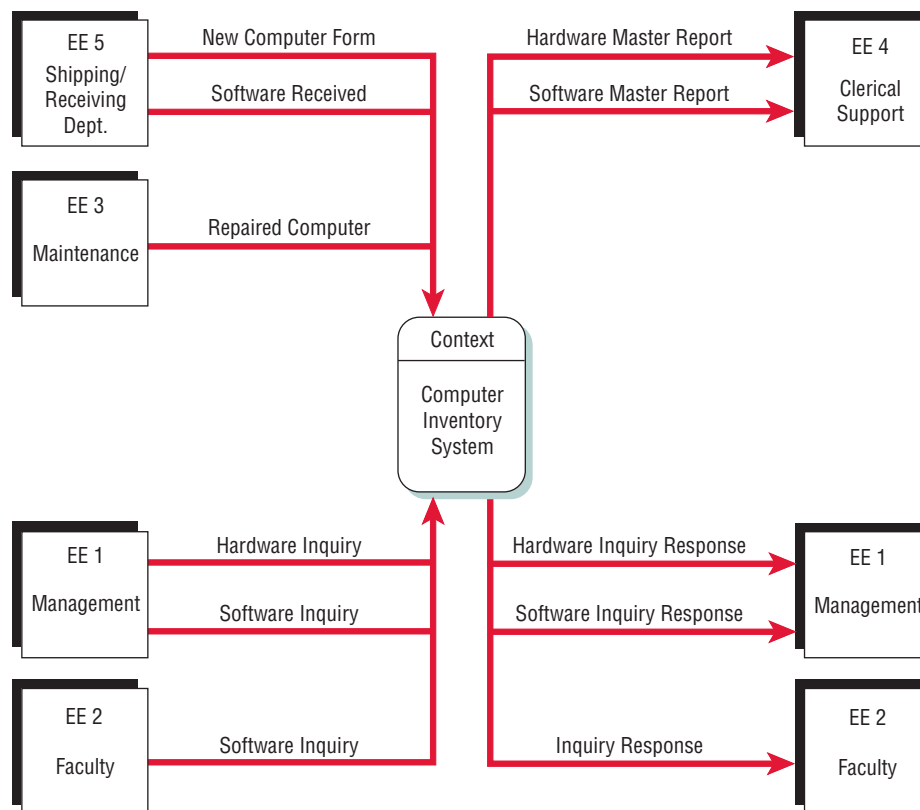 EE 5
Shipping/
Receiving
Dept.
New Computer Form
Software Received
Hardware Master Report
Software Master Report
EE 4
Clerical
Support
EE 3
Maintenance
Repaired Computer
Context
Computer
Inventory
System
EE 1
Management
Hardware Inquiry
Software Inquiry
Hardware Inquiry Response
Software Inquiry Response
EE 1
Management
EE 2
Faculty
Software Inquiry
Inquiry Response
EE 2
Faculty